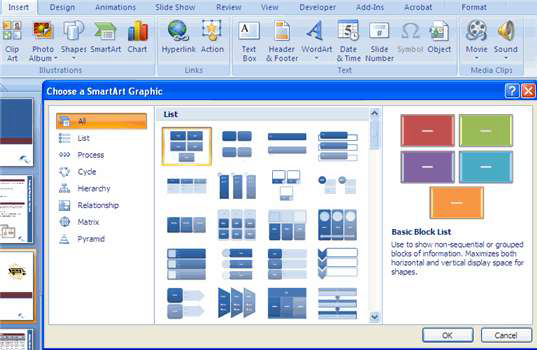 Insert Design Animations Slide Show Review View Developer Add-Ins Acrobat Format
Clip Art Photo Album Shapes SmartArt Chart Hyperlink Action Text Box Header & Footer WordArt Date & Time Slide Number Symbol Object Movie Sound
Illustrations Links Text Media Clips
Choose a SmartArt Graphic
All
List
Process
Cycle
Hierarchy
Relationship
Matrix
Pyramid
List
Basic Block List
Use to show non-sequential or grouped
blocks of information. Maximizes both
horizontal and vertical display space for
shapes.
OK Cancel